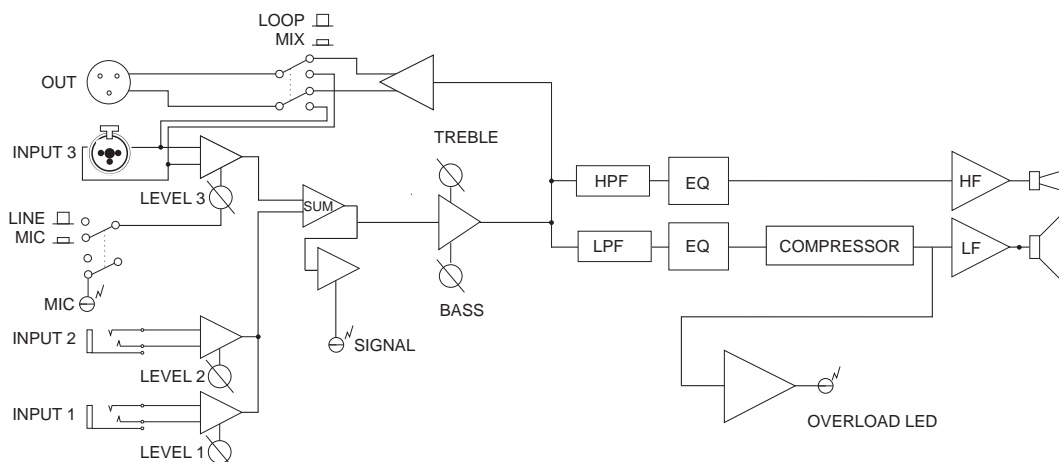 LOOP
MIX
OUT
INPUT 3
LEVEL 3
LINE
MIC
MIC
INPUT 2
LEVEL 2
INPUT 1
LEVEL 1
SUM
SIGNAL
TREBLE
BASS
HPF
EQ
HF
LPF
EQ
COMPRESSOR
LF
OVERLOAD LED